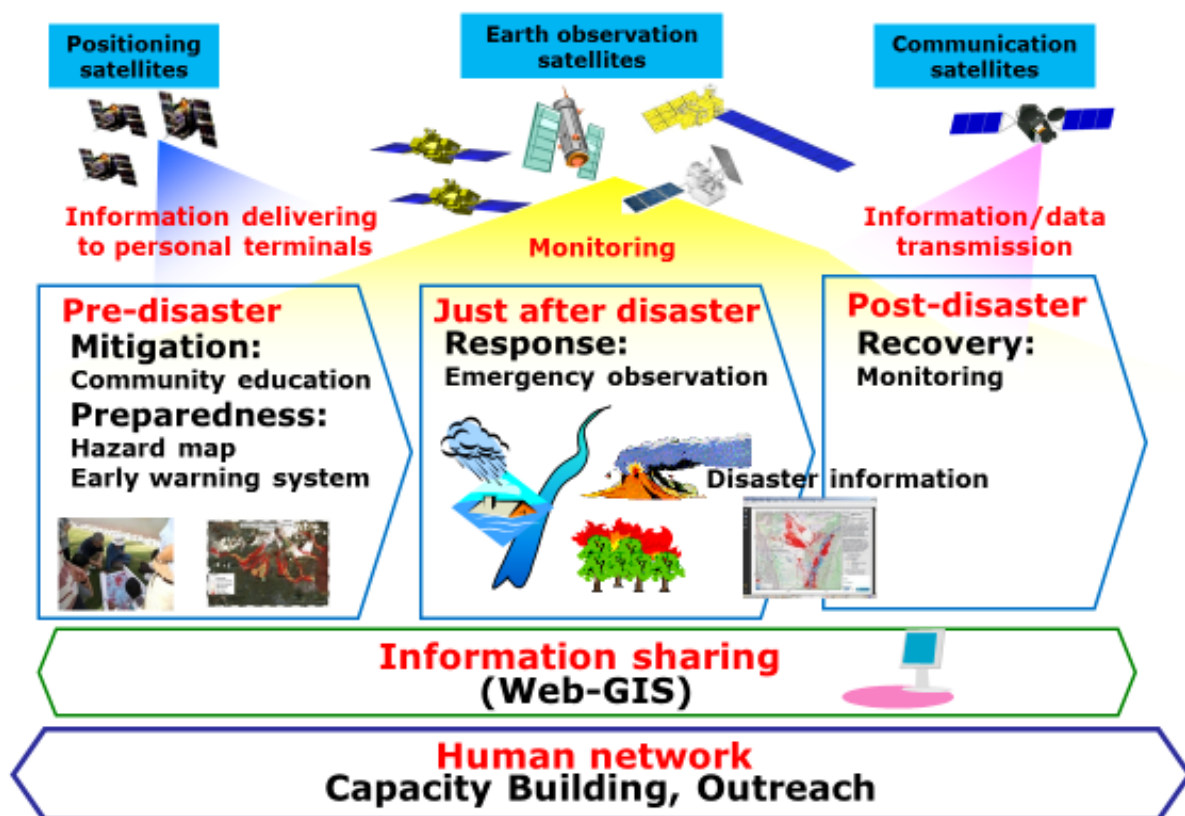 Positioning
satellites
Earth observation
satellites
Communication
satellites
Information delivering
to personal terminals
Monitoring
Information/data
transmission
Pre-disaster
Mitigation:
Community education
Preparedness:
Hazard map
Early warning system
Just after disaster
Response:
Emergency observation
Disaster information
Post-disaster
Recovery:
Monitoring
Information sharing
(Web-GIS)
Human network
Capacity Building, Outreach